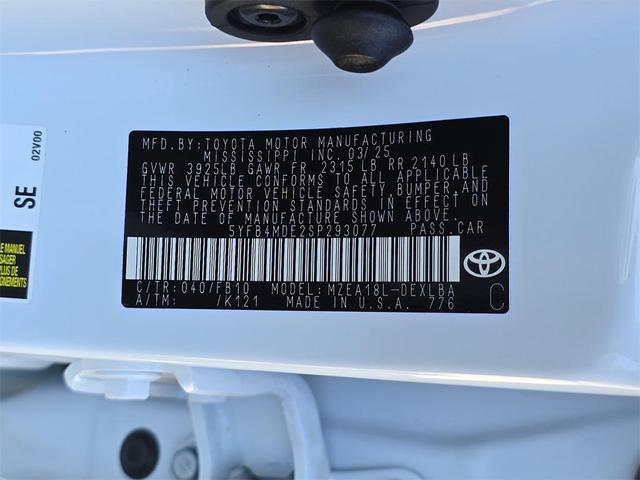 MFD.BY:TOYOTA MOTOR MANUFACTURING
MISSISSIPPI INC. 03/25
GVWR 3925LB GAWR FR 2315 LB RR 2140 LB
THIS VEHICLE CONFORMS TO ALL APPLICABLE
FEDERAL MOTOR VEHICLE SAFETY, BUMPER, AND
THEFT PREVENTION STANDARDS IN EFFECT ON
THE DATE OF MANUFACTURE SHOWN ABOVE.
5YFB4MDE2SP293077 PASS.CAR
C/TR: 040/FB10 MODEL: MZEA18L-DEXLBA
A/TM: /K121 MADE IN U.S.A. 776
C
SE
02V00
LE MANUEL